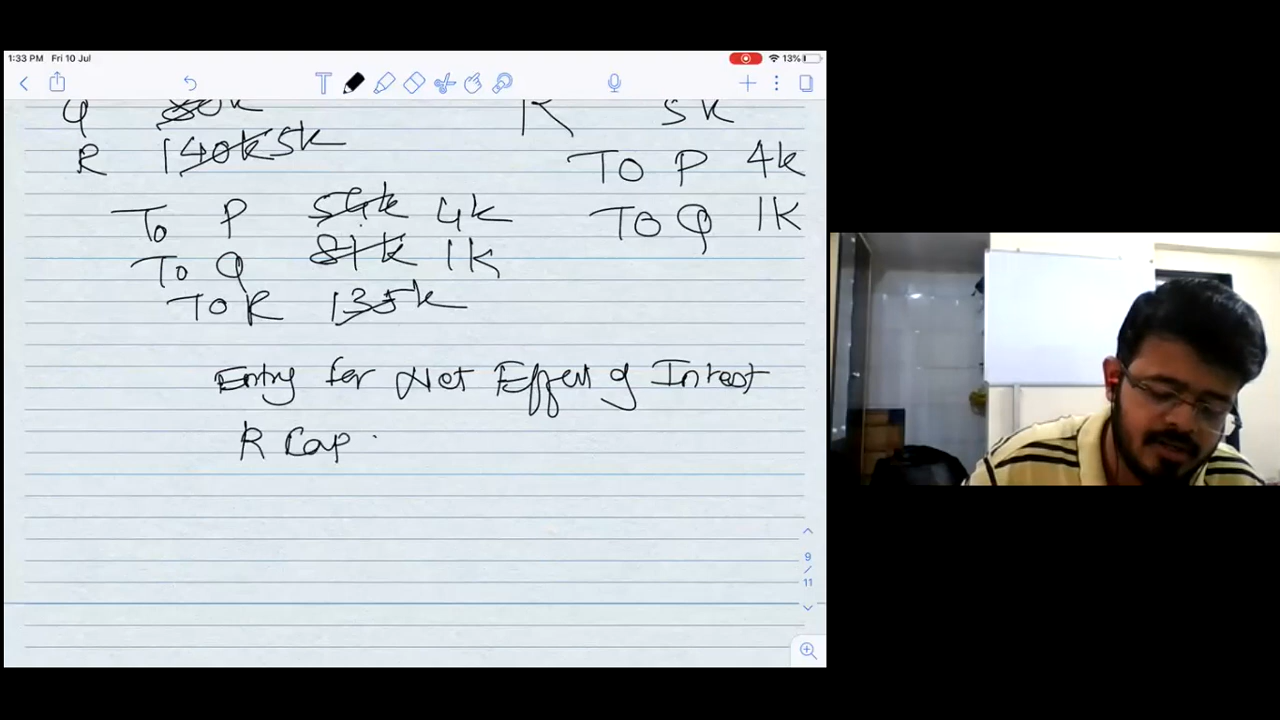 1:33 PM Fri 10 Jul 13%
Q 80k R 5k
R 140k 5k To P 4k
To P 54k 4k To Q 1k
To Q 81k 1k
To R 135k
Entry for Net Effect of Interest
R Cap
9
/
11